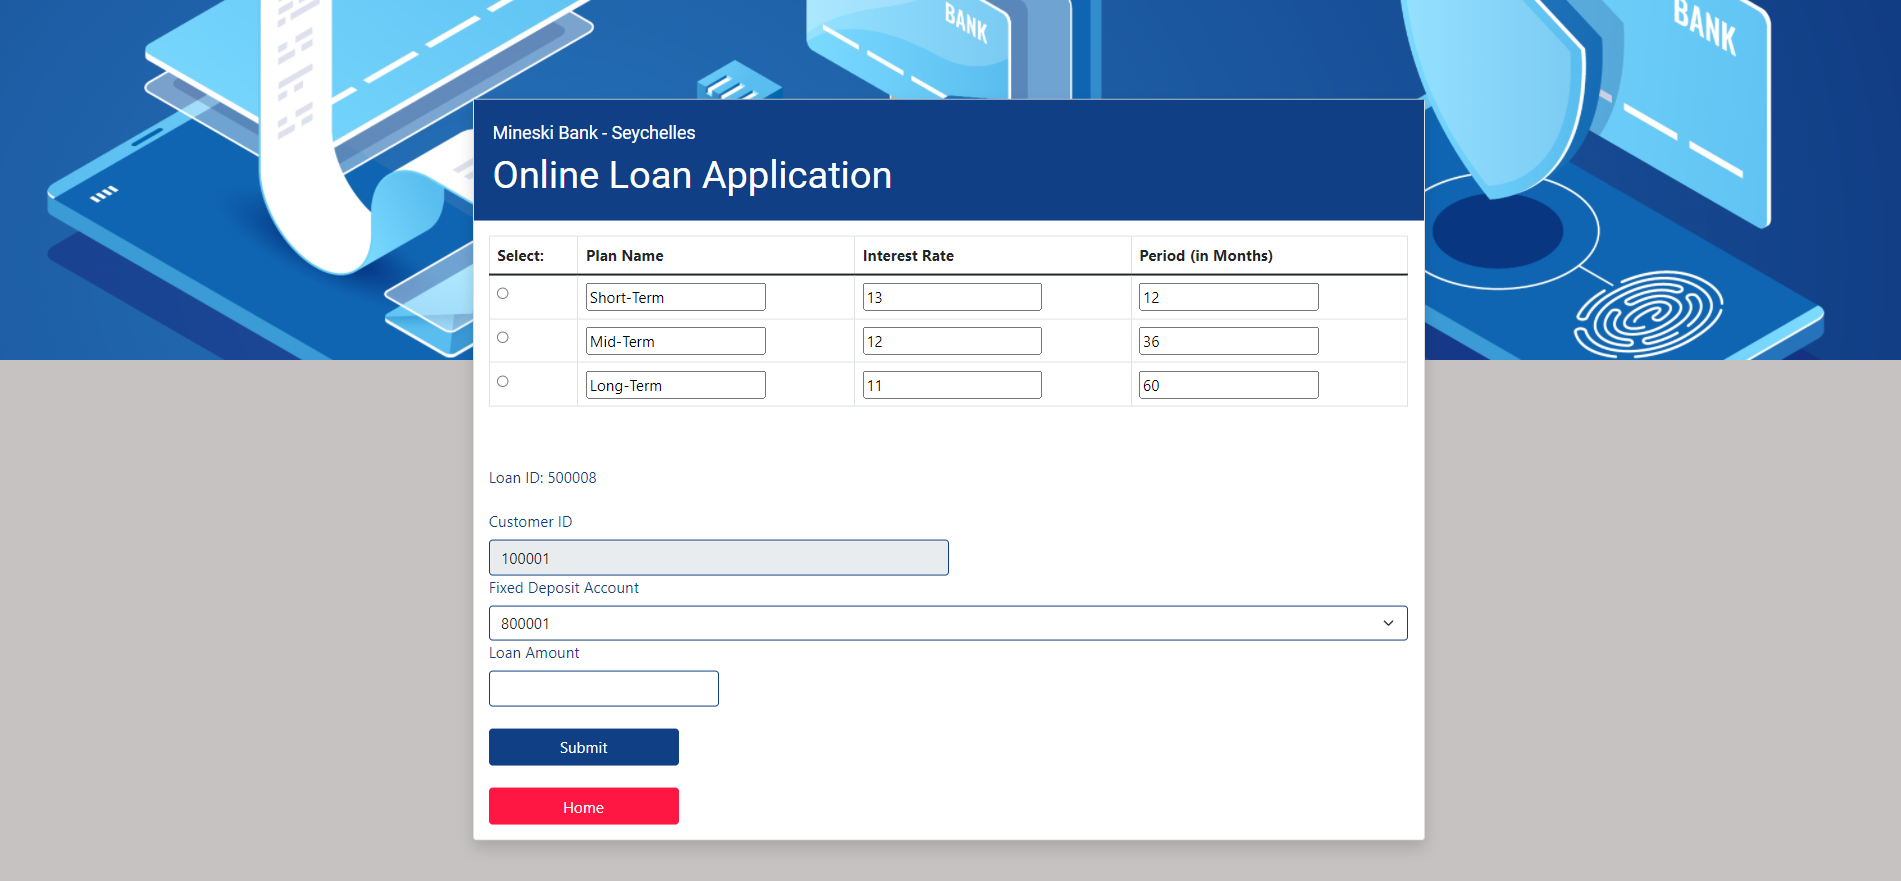 BANK
BANK
Mineski Bank - Seychelles
Online Loan Application
Select: Plan Name Interest Rate Period (in Months)
Short-Term 13 12
Mid-Term 12 36
Long-Term 11 60
Loan ID: 500008
Customer ID
100001
Fixed Deposit Account
800001
Loan Amount
Submit
Home